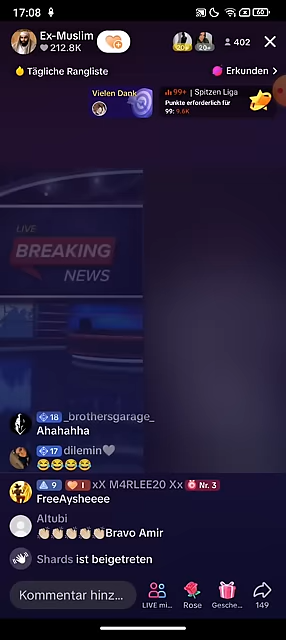 17:08
60
Ex-Muslim
212.8K
20+
402
Tägliche Rangliste
Erkunden >
Vielen Dank
99+ | Spitzen Liga
Punkte erforderlich für
99: 9.6K
LIVE
BREAKING
NEWS
18 _brothersgarage_
Ahahahha
17 dilemin🩶
😂😂😂😂
9 I xX M4RLEE20 Xx Nr. 3
FreeAysheeee
Altubi
👏🏼👏🏼👏🏼👏🏼👏🏼Bravo Amir
Shards ist beigetreten
Kommentar hinz...
LIVE mi...
Rose
Gesche...
149